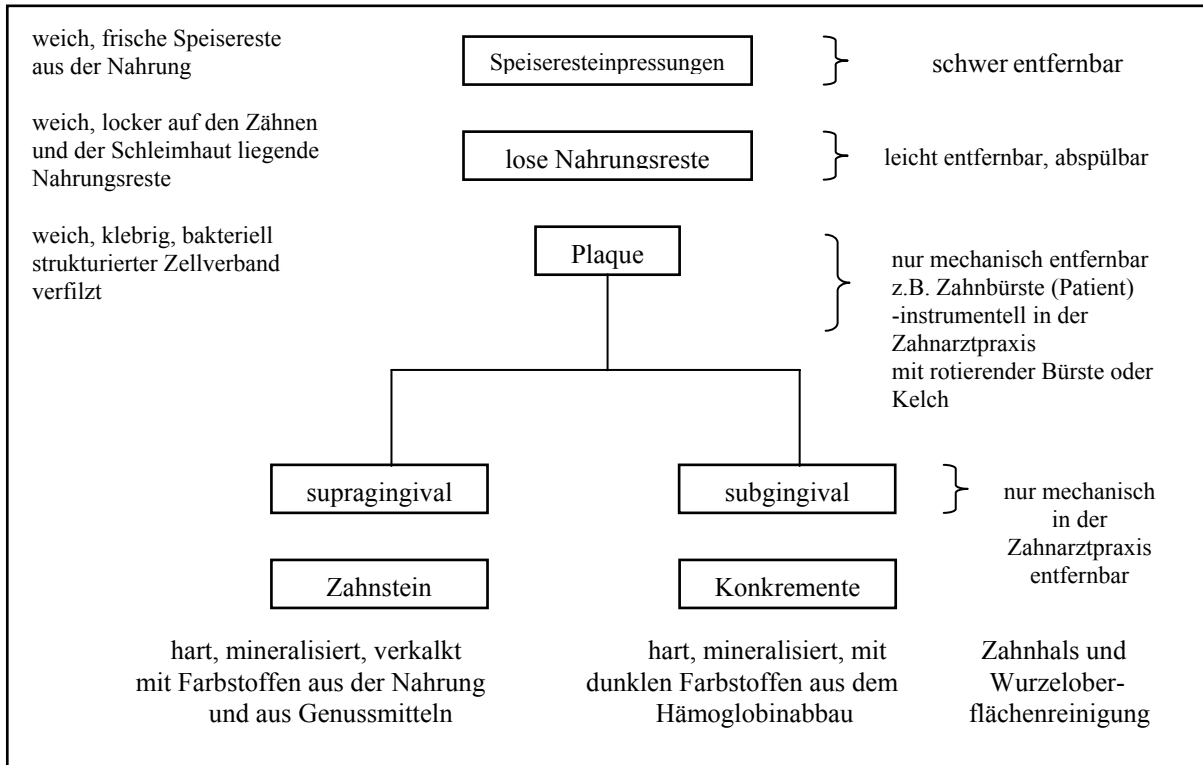 weich, frische Speisereste
aus der Nahrung
Speiseresteinpressungen
schwer entfernbar
weich, locker auf den Zähnen
und der Schleimhaut liegende
Nahrungsreste
lose Nahrungsreste
leicht entfernbar, abspülbar
weich, klebrig, bakteriell
strukturierter Zellverband
verfilzt
Plaque
nur mechanisch entfernbar
z.B. Zahnbürste (Patient)
-instrumentell in der
Zahnarztpraxis
mit rotierender Bürste oder
Kelch
supragingival
subgingival
nur mechanisch
in der
Zahnarztpraxis
entfernbar
Zahnstein
Konkremente
hart, mineralisiert, verkalkt
mit Farbstoffen aus der Nahrung
und aus Genussmitteln
hart, mineralisiert, mit
dunklen Farbstoffen aus dem
Hämoglobinabbau
Zahnhals und
Wurzelober-
flächenreinigung